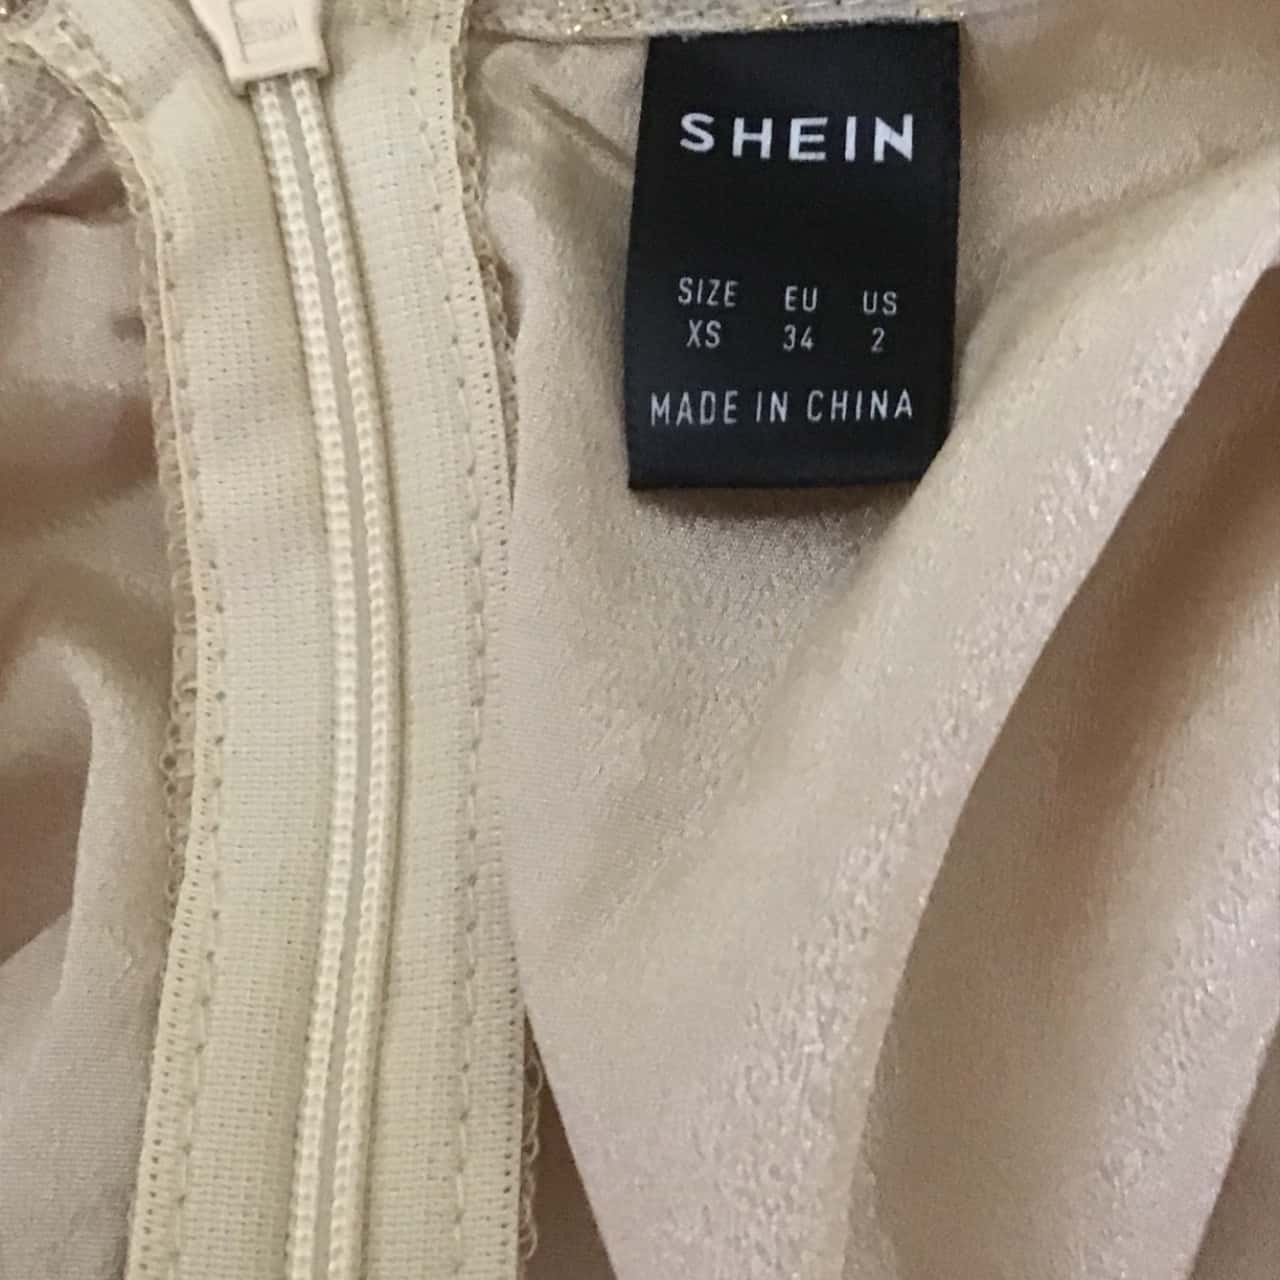 SHEIN
SIZE EU US
XS 34 2
MADE IN CHINA